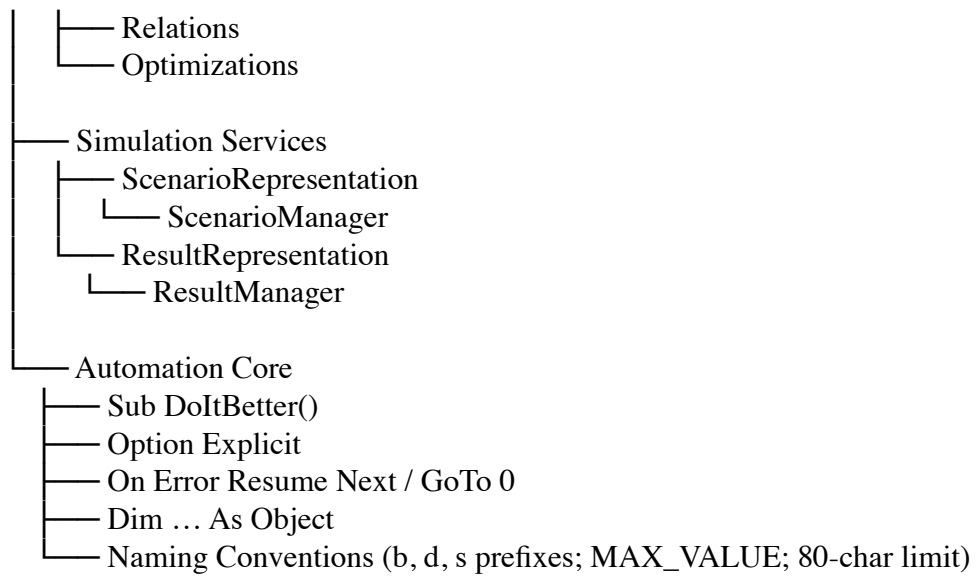 Relations
Optimizations
Simulation Services
ScenarioRepresentation
ScenarioManager
ResultRepresentation
ResultManager
Automation Core
Sub DoItBetter()
Option Explicit
On Error Resume Next / GoTo 0
Dim … As Object
Naming Conventions (b, d, s prefixes; MAX_VALUE; 80-char limit)